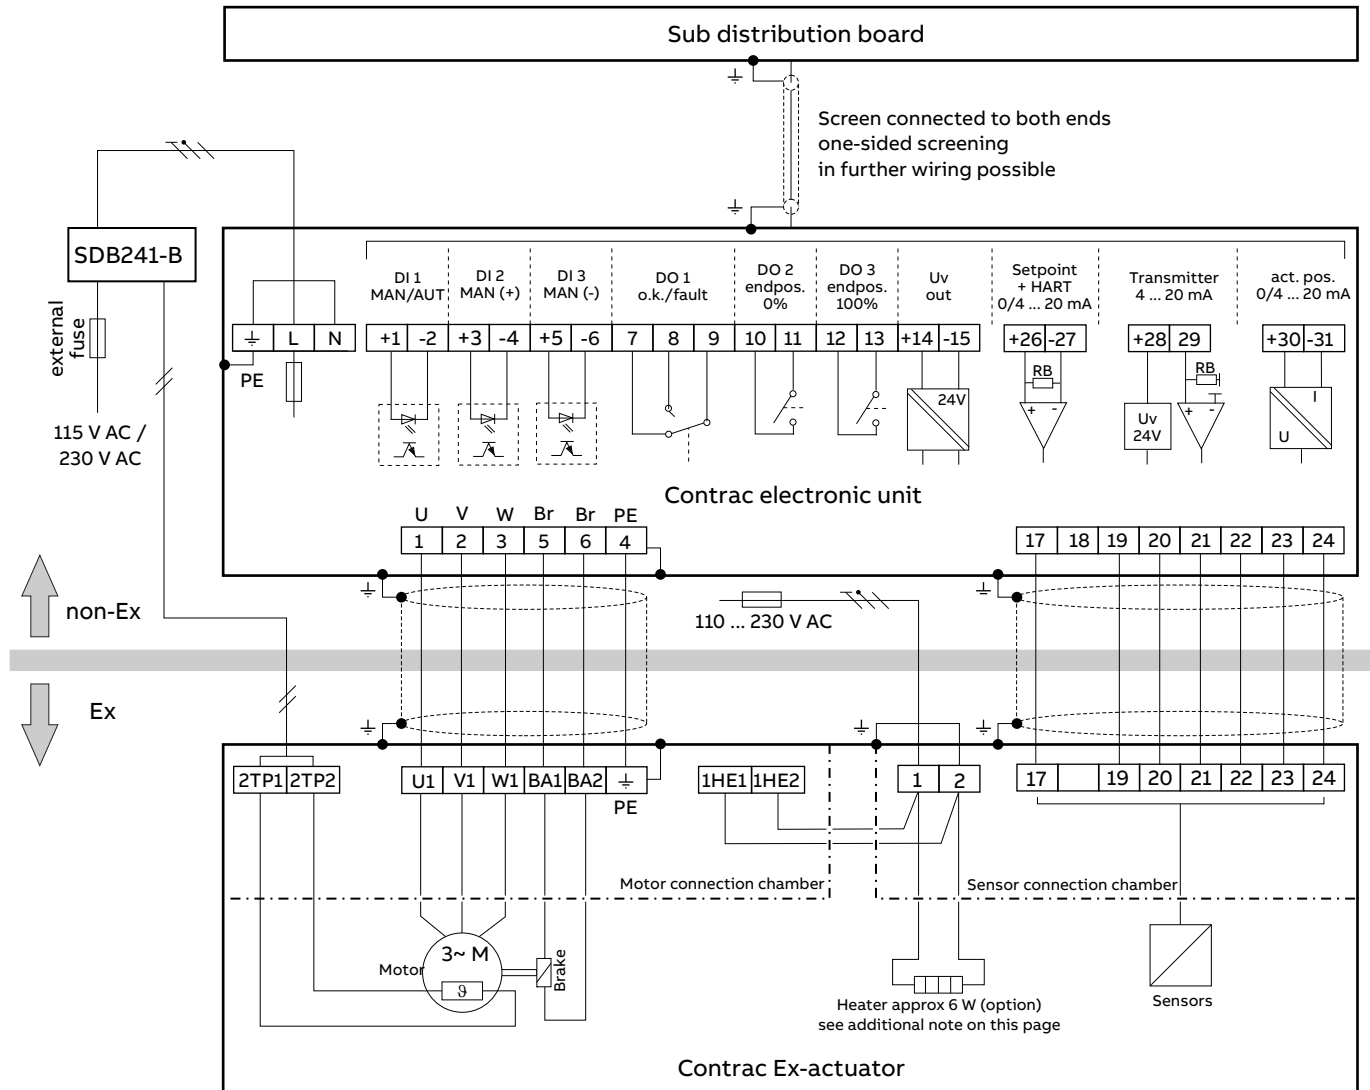 Sub distribution board
Screen connected to both ends
one-sided screening
in further wiring possible
SDB241-B
external
fuse
115 V AC /
230 V AC
DI 1
MAN/AUT
DI 2
MAN (+)
DI 3
MAN (-)
DO 1
o.k./fault
DO 2
endpos.
0%
DO 3
endpos.
100%
Uv
out
Setpoint
+ HART
0/4 ... 20 mA
Transmitter
4 ... 20 mA
act. pos.
0/4 ... 20 mA
L N
+1 -2 +3 -4 +5 -6 7 8 9 10 11 12 13 +14 -15 +26 -27 +28 29 +30 -31
PE
RB
RB
24V
+ -
Uv
24V
+ -
I
U
Contrac electronic unit
U V W Br Br PE
1 2 3 5 6 4
17 18 19 20 21 22 23 24
non-Ex
110 ... 230 V AC
Ex
2TP1 2TP2
U1 V1 W1 BA1 BA2
PE
1HE1 1HE2
1 2
17 19 20 21 22 23 24
Motor connection chamber
Sensor connection chamber
3~ M
Motor
ϑ
Brake
Heater approx 6 W (option)
see additional note on this page
Sensors
Contrac Ex-actuator